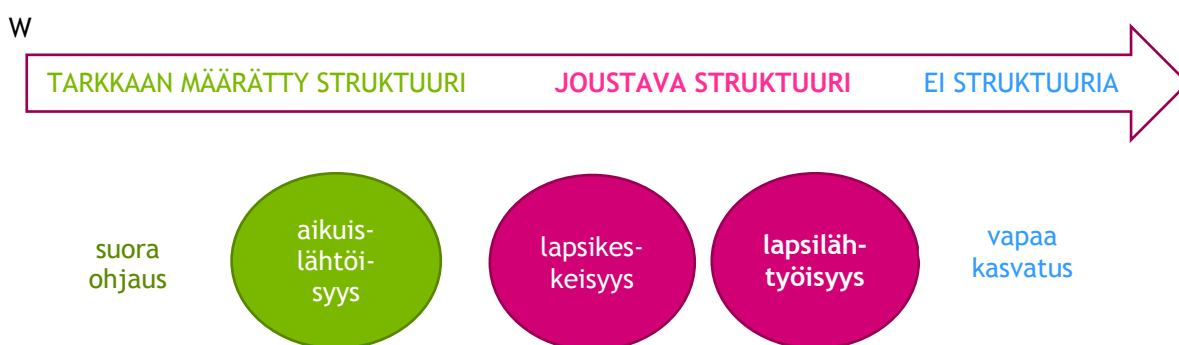 W
TARKKAAN MÄÄRÄTTY STRUKTUURI JOUSTAVA STRUKTUURI EI STRUKTUURIA
suora
ohjaus
aikuis-
lähtöi-
syys
lapsikes-
keisyys
lapsiläh-
työisyys
vapaa
kasvatus